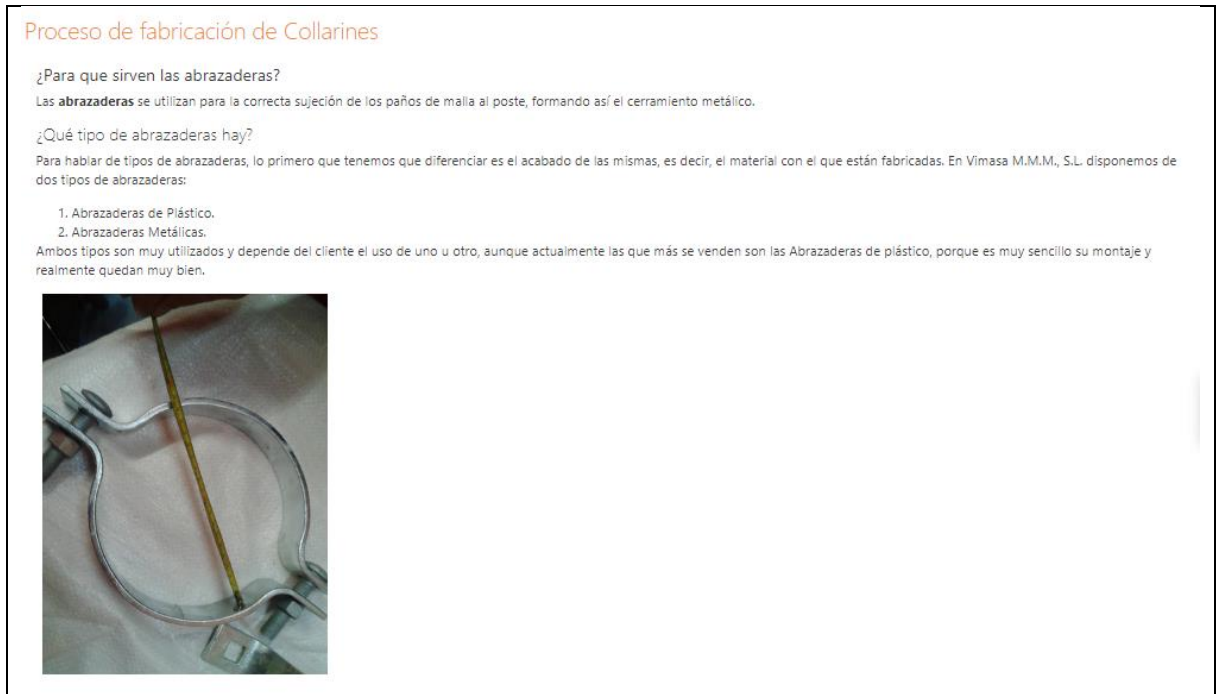 Proceso de fabricación de Collarines
¿Para que sirven las abrazaderas?
Las abrazaderas se utilizan para la correcta sujeción de los paños de malla al poste, formando así el cerramiento metálico.
¿Qué tipo de abrazaderas hay?
Para hablar de tipos de abrazaderas, lo primero que tenemos que diferenciar es el acabado de las mismas, es decir, el material con el que están fabricadas. En Vimasa M.M.M., S.L. disponemos de
dos tipos de abrazaderas:
1. Abrazaderas de Plástico.
2. Abrazaderas Metálicas.
Ambos tipos son muy utilizados y depende del cliente el uso de uno u otro, aunque actualmente las que más se venden son las Abrazaderas de plástico, porque es muy sencillo su montaje y
realmente quedan muy bien.